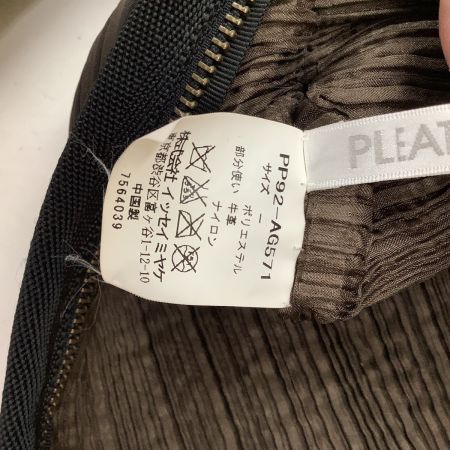 PP92-AG571
サイズ －
ポリエステル
部分使い 牛革
ナイロン
株式会社イッセイミヤケ
東京都渋谷区富ヶ谷1-12-10
中国製
7564039
PLEAT